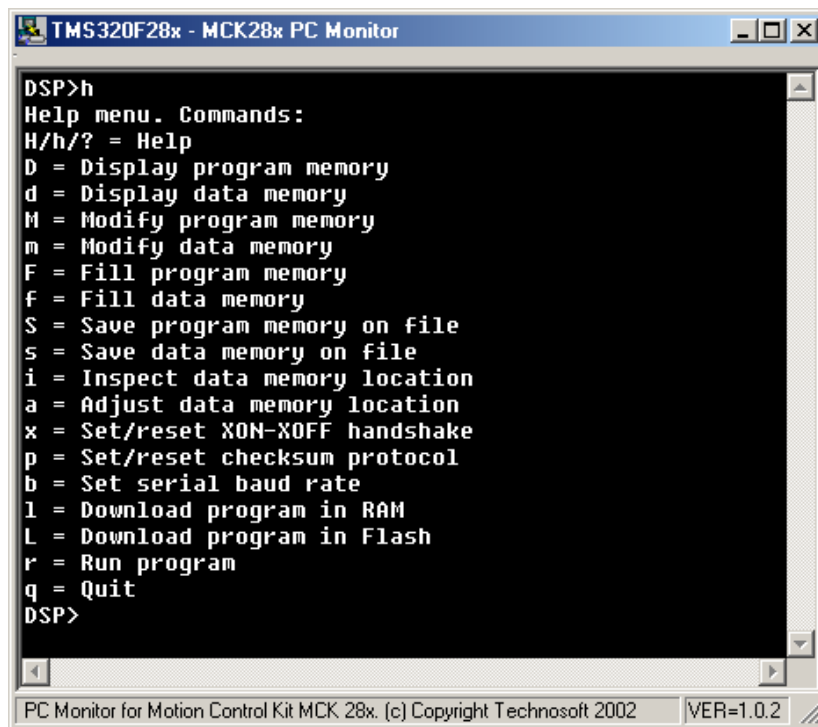 TMS320F28x - MCK28x PC Monitor
DSP>h
Help menu. Commands:
H/h/? = Help
D = Display program memory
d = Display data memory
M = Modify program memory
m = Modify data memory
F = Fill program memory
f = Fill data memory
S = Save program memory on file
s = Save data memory on file
i = Inspect data memory location
a = Adjust data memory location
x = Set/reset XON-XOFF handshake
p = Set/reset checksum protocol
b = Set serial baud rate
l = Download program in RAM
L = Download program in Flash
r = Run program
q = Quit
DSP>
PC Monitor for Motion Control Kit MCK 28x. (c) Copyright Technosoft 2002 VER=1.0.2